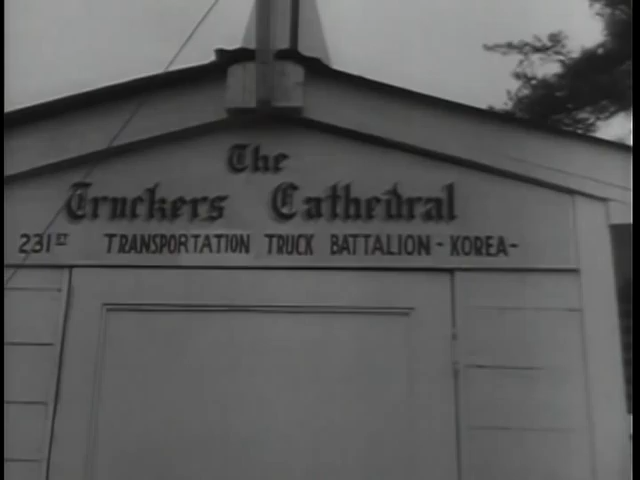 The
Truckers Cathedral
231ST TRANSPORTATION TRUCK BATTALION - KOREA -